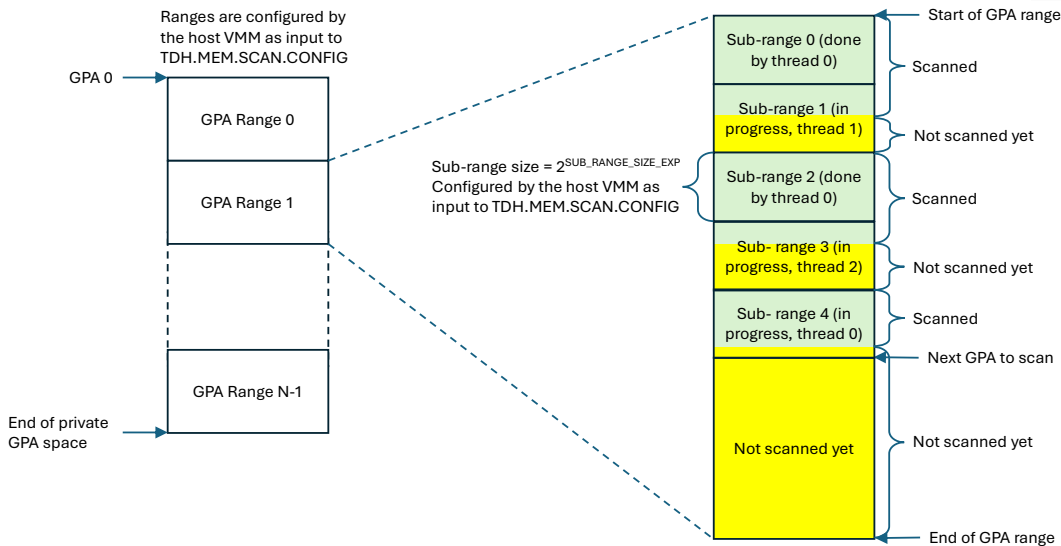 Ranges are configured by
the host VMM as input to
TDH.MEM.SCAN.CONFIG
GPA 0
GPA Range 0
GPA Range 1
GPA Range N-1
End of private
GPA space
Sub-range size = 2^SUB_RANGE_SIZE_EXP
Configured by the host VMM as
input to TDH.MEM.SCAN.CONFIG
Sub-range 0 (done
by thread 0)
Sub-range 1 (in
progress, thread 1)
Sub-range 2 (done
by thread 0)
Sub- range 3 (in
progress, thread 2)
Sub- range 4 (in
progress, thread 0)
Not scanned yet
Start of GPA range
Scanned
Not scanned yet
Scanned
Not scanned yet
Scanned
Next GPA to scan
Not scanned yet
End of GPA range